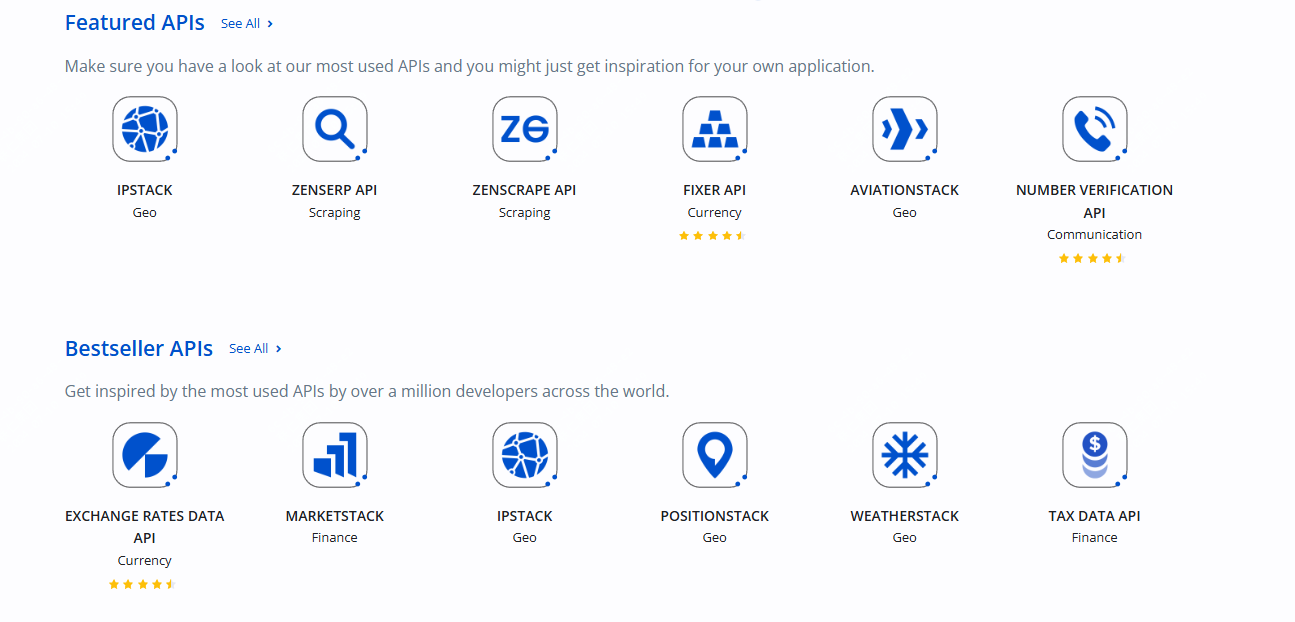 Featured APIs See All
Make sure you have a look at our most used APIs and you might just get inspiration for your own application.
ZG
IPSTACK ZENSERP API ZENSCRAPE API FIXER API AVIATIONSTACK NUMBER VERIFICATION
API
Geo Scraping Scraping Currency Geo
Communication
Bestseller APIs See All
Get inspired by the most used APIs by over a million developers across the world.
$
EXCHANGE RATES DATA MARKETSTACK IPSTACK POSITIONSTACK WEATHERSTACK TAX DATA API
API
Finance Geo Geo Geo Finance
Currency